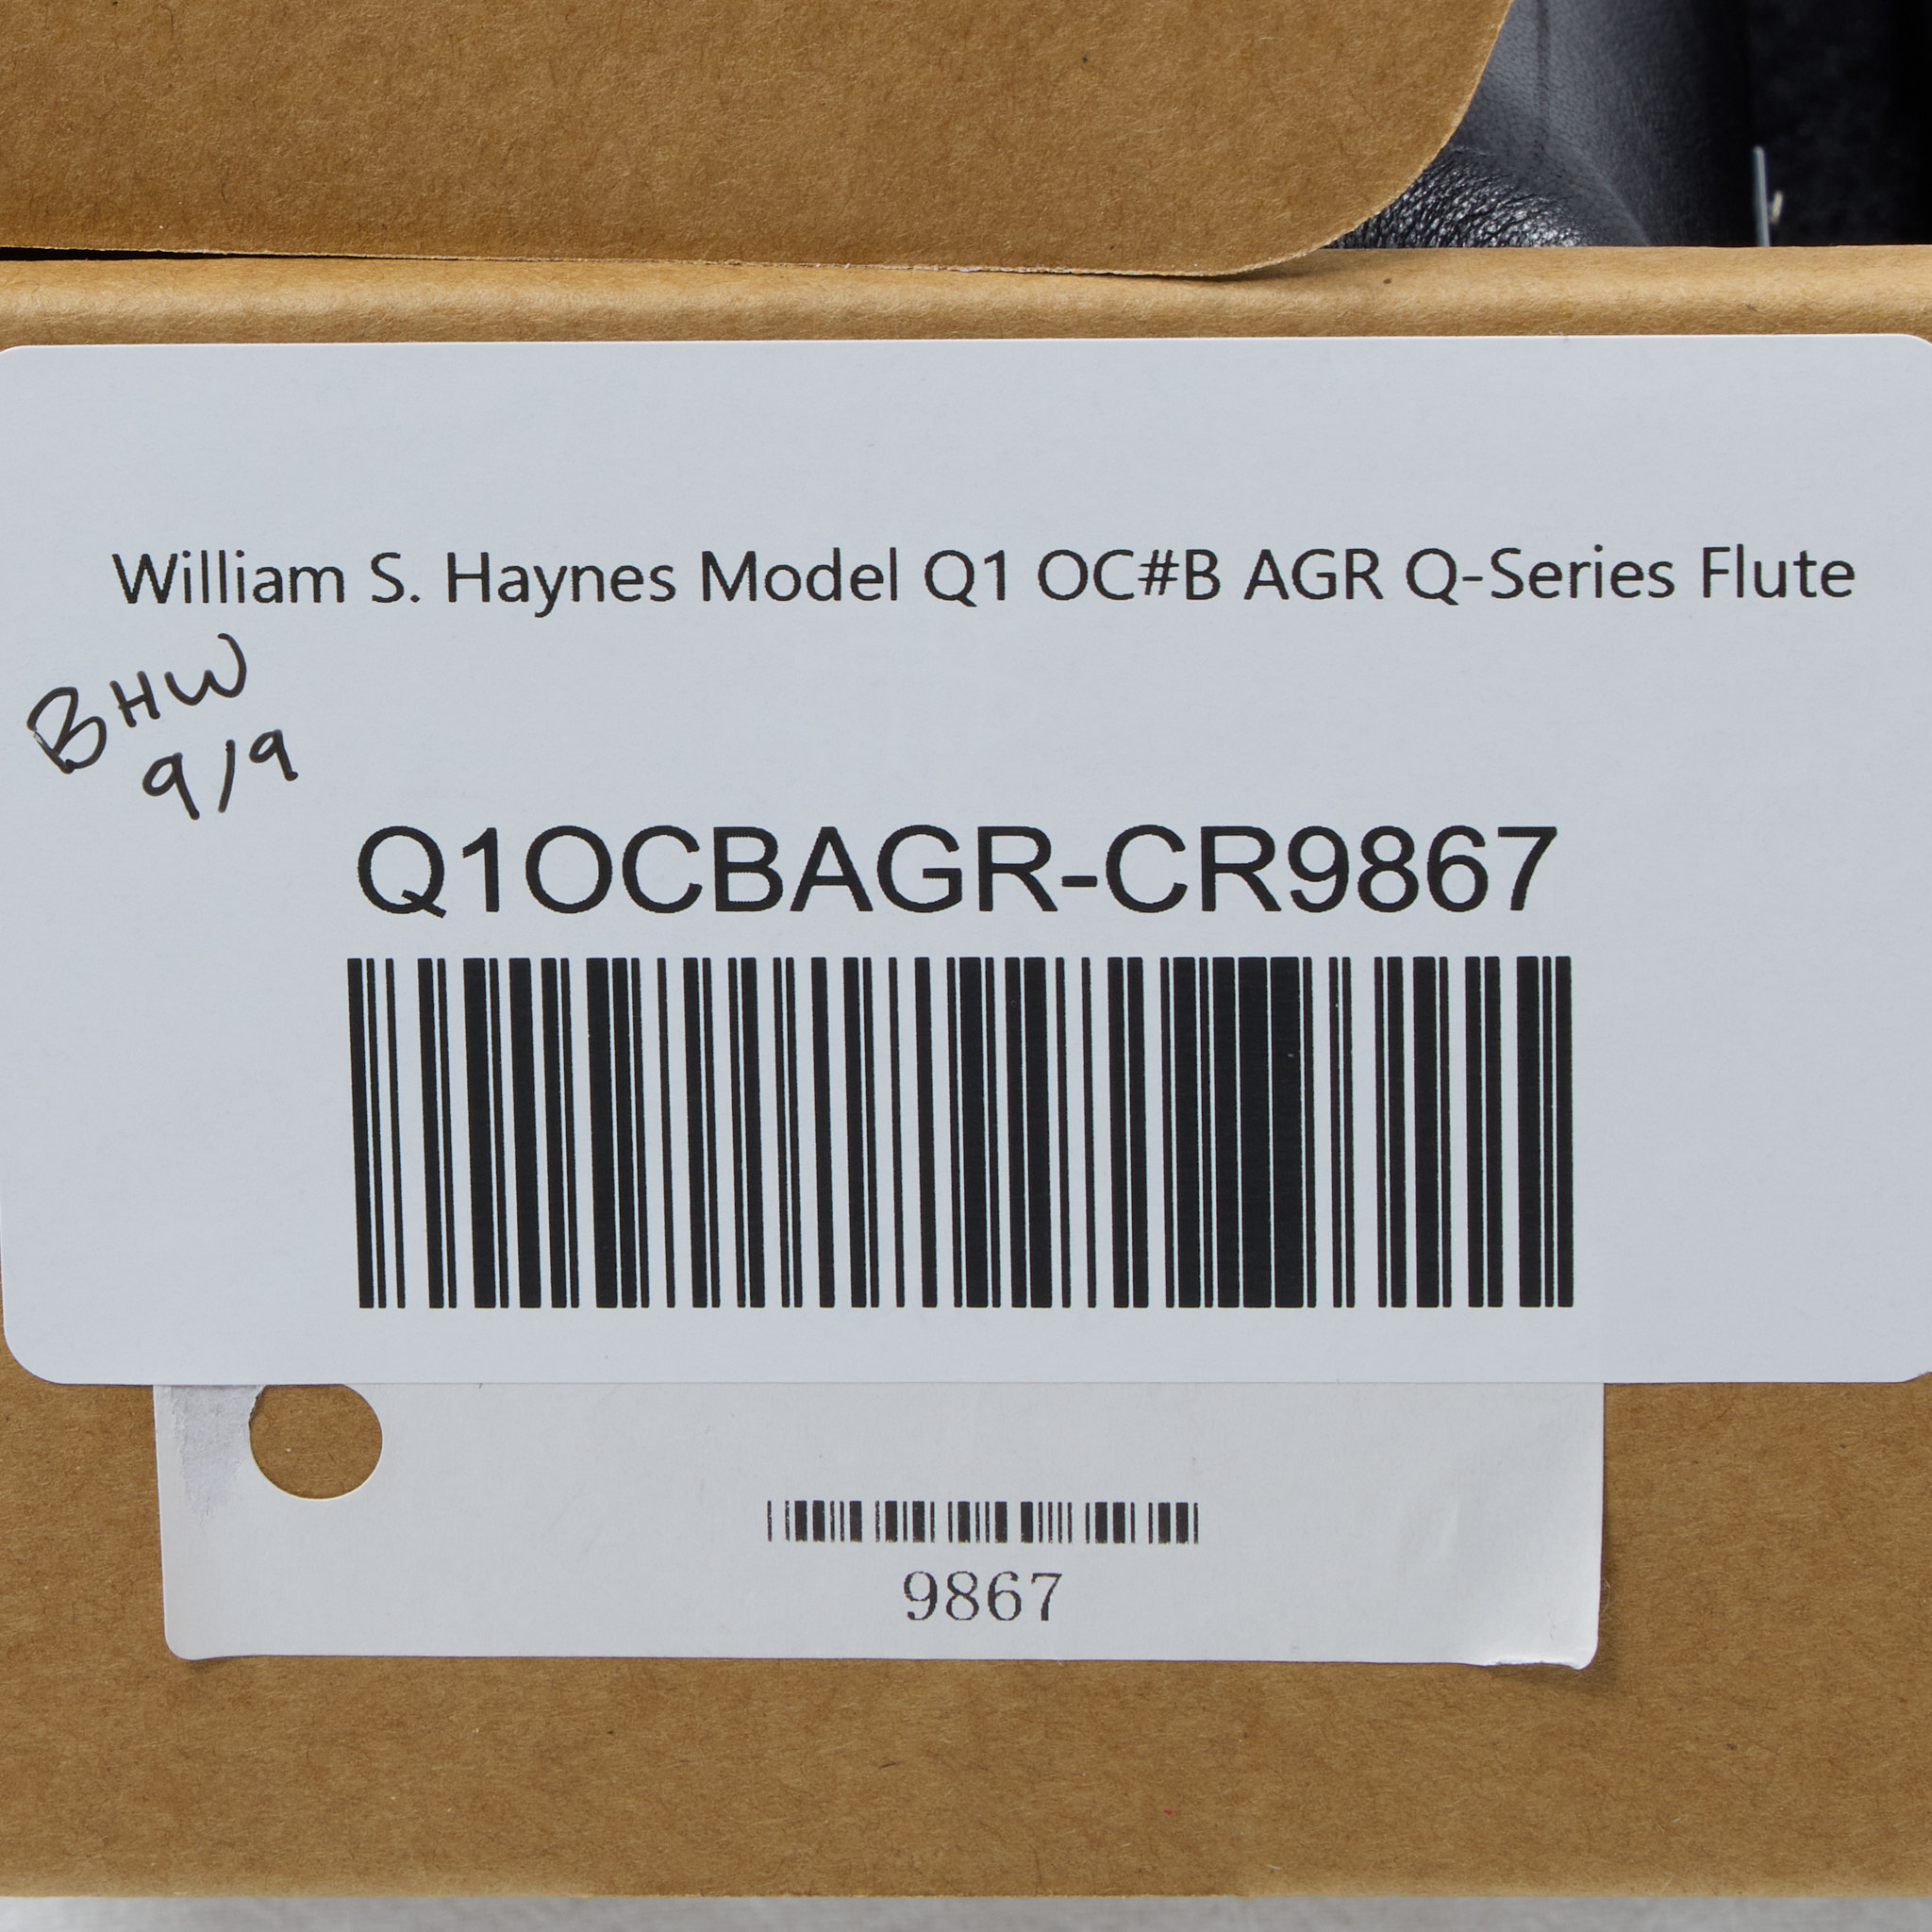 William S. Haynes Model Q1 OC#B AGR Q-Series Flute
BHW
9/9
Q1OCBAGR-CR9867
9867